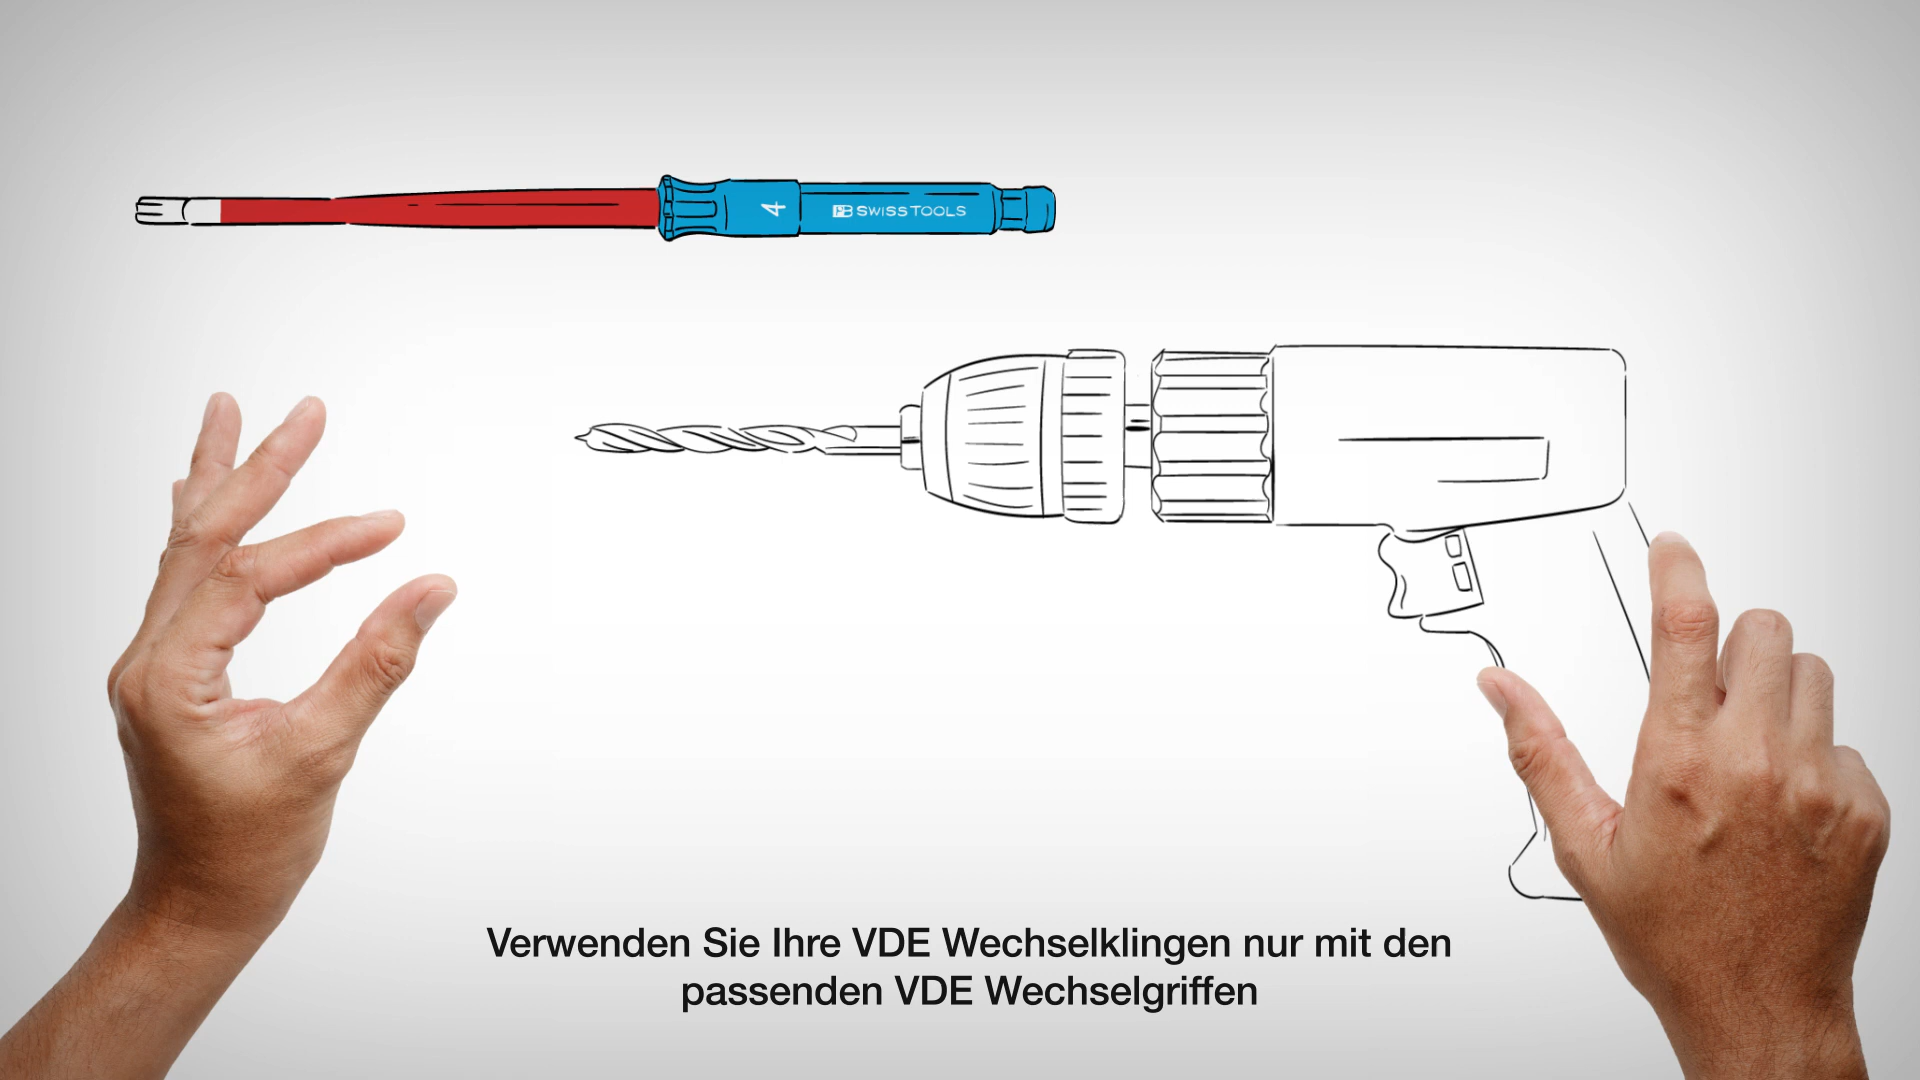 4
PB SWISS TOOLS
Verwenden Sie Ihre VDE Wechselklingen nur mit den
passenden VDE Wechselgriffen